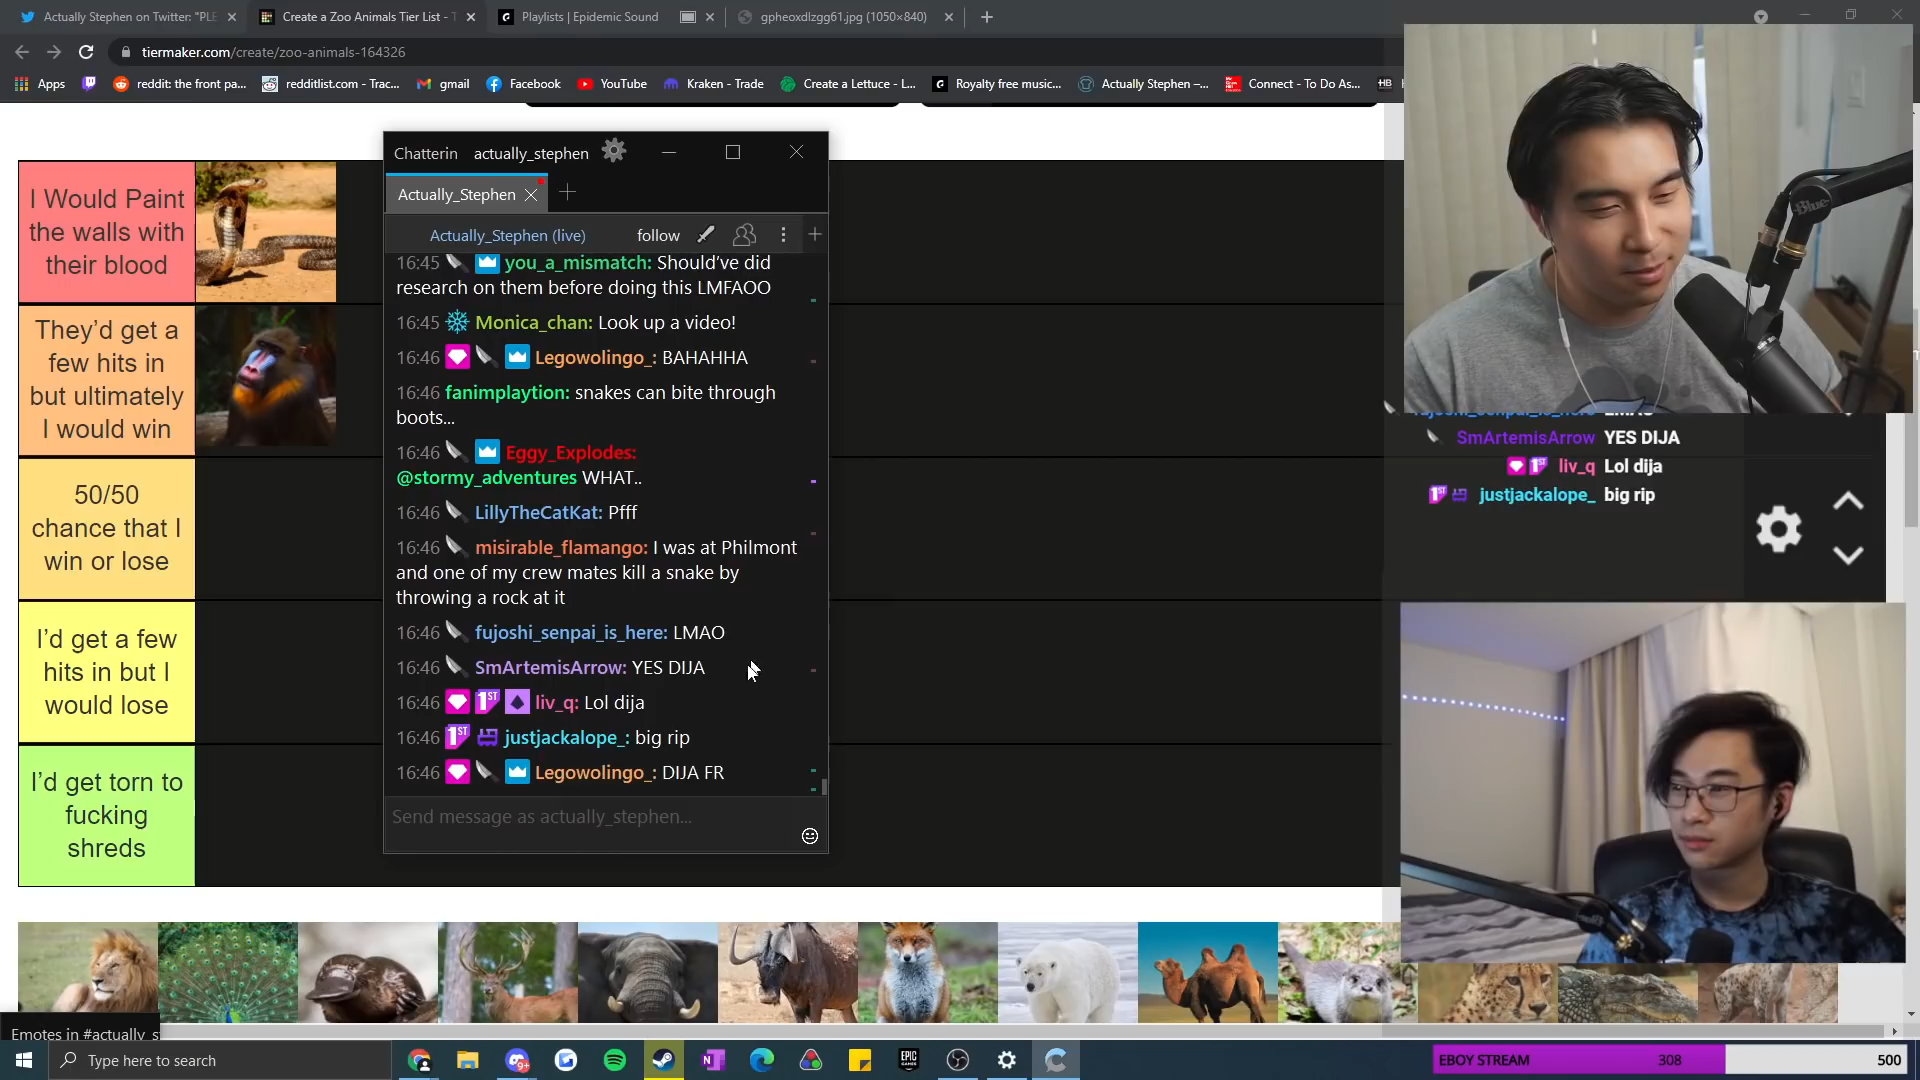 Actually Stephen on Twitter: "PLE
Create a Zoo Animals Tier List - T
Playlists | Epidemic Sound
gpheoxdlzgg61.jpg (1050×840)
tiermaker.com/create/zoo-animals-164326
Apps
reddit: the front pa...
redditlist.com - Trac...
gmail
Facebook
YouTube
Kraken - Trade
Create a Lettuce - L...
Royalty free music...
Actually Stephen –...
Connect - To Do As...
HB
I Would Paint
the walls with
their blood
They'd get a
few hits in
but ultimately
I would win
50/50
chance that I
win or lose
I'd get a few
hits in but I
would lose
I'd get torn to
fucking
shreds
Chatterin
actually_stephen
Actually_Stephen
Actually_Stephen (live)
follow
16:45 you_a_mismatch: Should've did
research on them before doing this LMFAOO
16:45 Monica_chan: Look up a video!
16:46 Legowolingo_: BAHAHHA
16:46 fanimplaytion: snakes can bite through
boots...
16:46 Eggy_Explodes:
@stormy_adventures WHAT..
16:46 LillyTheCatKat: Pfff
16:46 misirable_flamango: I was at Philmont
and one of my crew mates kill a snake by
throwing a rock at it
16:46 fujoshi_senpai_is_here: LMAO
16:46 SmArtemisArrow: YES DIJA
16:46 1ST liv_q: Lol dija
16:46 1ST justjackalope_: big rip
16:46 Legowolingo_: DIJA FR
Send message as actually_stephen...
SmArtemisArrow YES DIJA
1ST liv_q Lol dija
1ST justjackalope_ big rip
Blue
Emotes in #actually_s
Type here to search
9+
N
EPIC
GAMES
EBOY STREAM
308
500